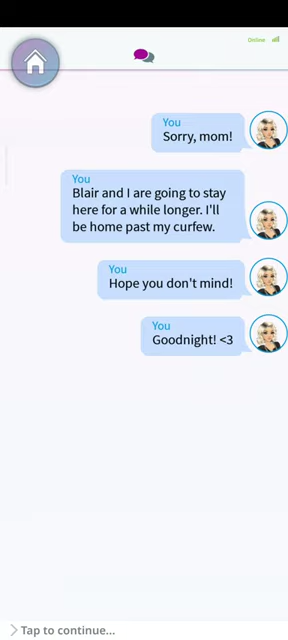 Online
You
Sorry, mom!
You
Blair and I are going to stay
here for a while longer. I'll
be home past my curfew.
You
Hope you don't mind!
You
Goodnight! <3
Tap to continue...